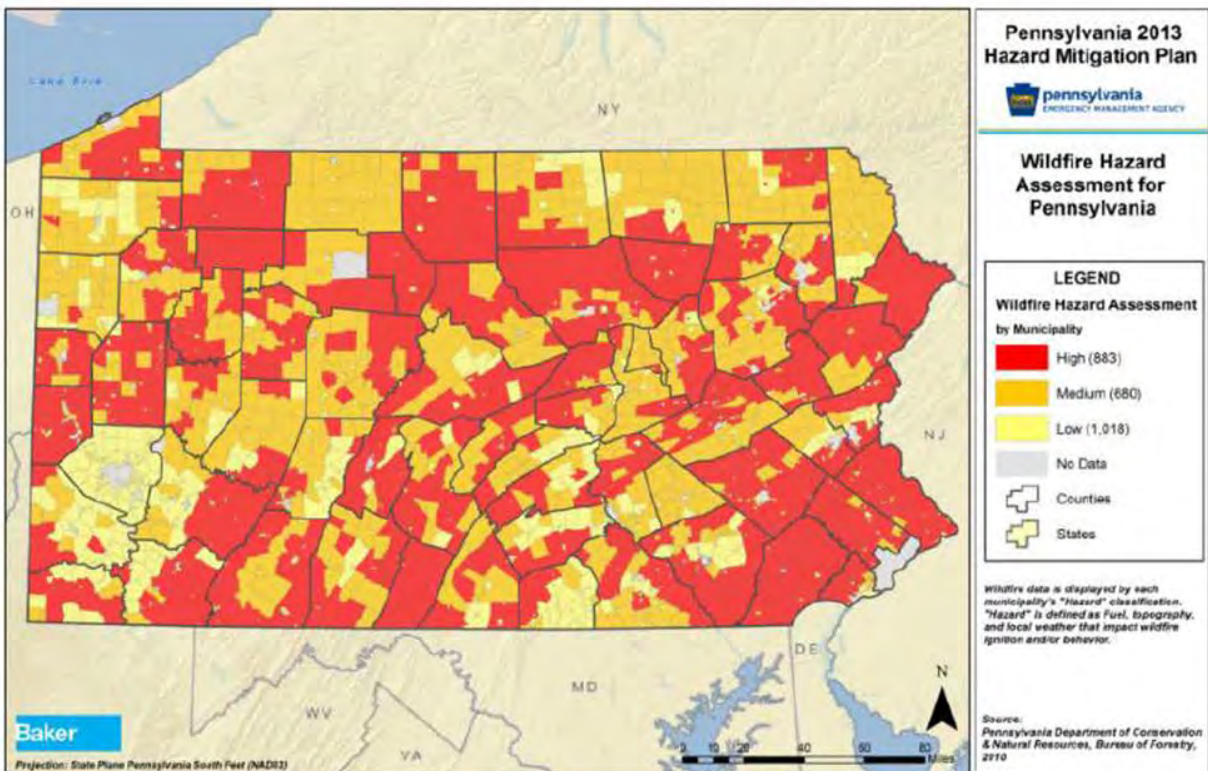 Lake Erie
NY
OH
NJ
DE
MD
WV
VA
N
Baker
0 10 20 40 60 80
Miles
Projection: State Plane Pennsylvania South Feet (NAD83)
Pennsylvania 2013
Hazard Mitigation Plan
pennsylvania
EMERGENCY MANAGEMENT AGENCY
Wildfire Hazard
Assessment for
Pennsylvania
LEGEND
Wildfire Hazard Assessment
by Municipality
High (883)
Medium (680)
Low (1,018)
No Data
Counties
States
Wildfire data is displayed by each
municipality's "Hazard" classification.
"Hazard" is defined as Fuel, topography,
and local weather that impact wildfire
ignition and/or behavior.
Source:
Pennsylvania Department of Conservation
& Natural Resources, Bureau of Forestry,
2010